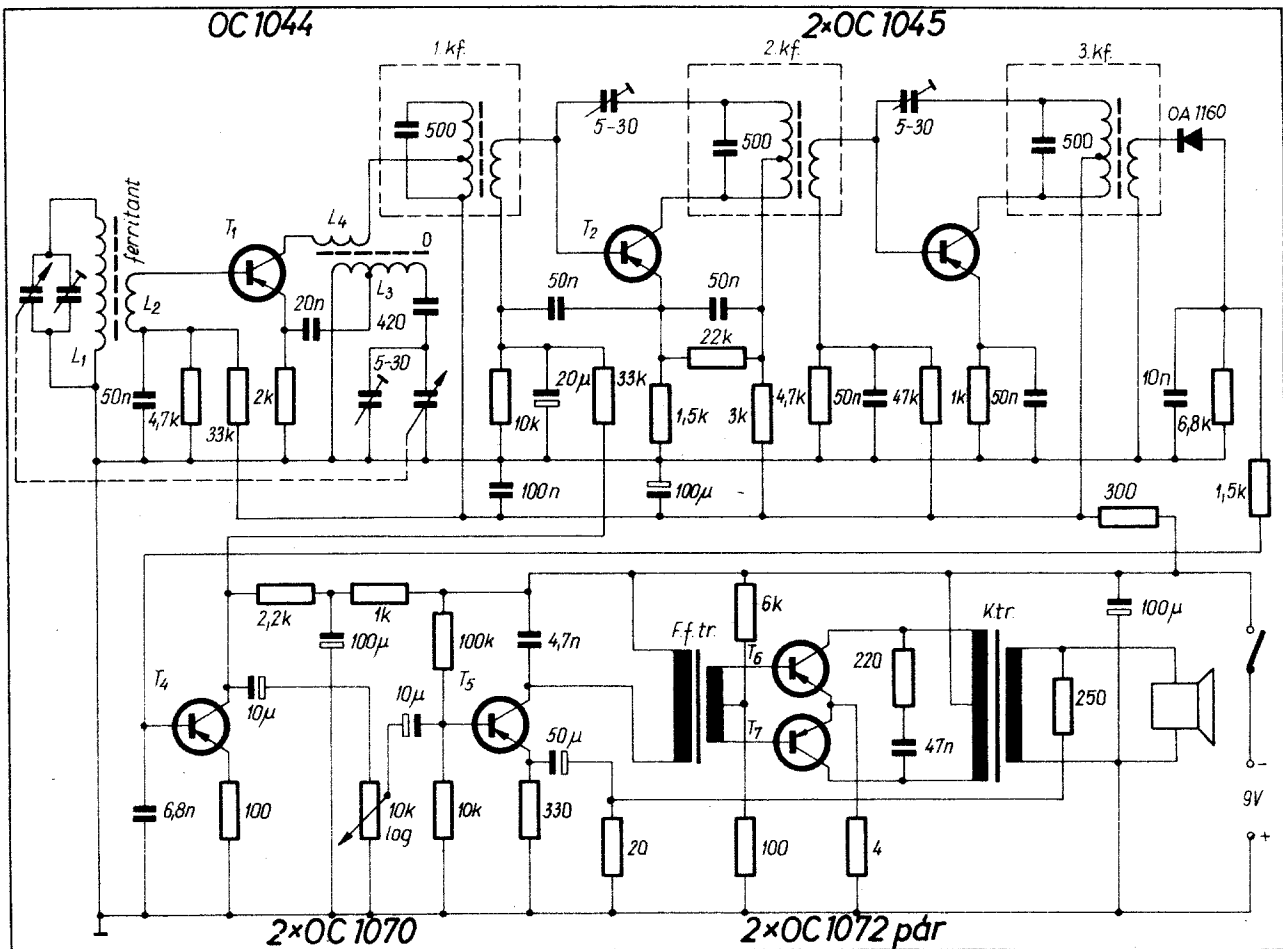 OC 1044
2×OC 1045
1. kf.
2. kf.
3. kf.
500
5-30
500
5-30
500
OA 1160
ferritant
T1
L4
D
T2
L2
L3
20n
420
50n
50n
22k
L1
50n
4,7k
33k
2k
5-30
10k
20µ
33k
1,5k
3k
4,7k
50n
47k
1k
50n
10n
6,8k
100n
100µ
300
1,5k
2,2k
1k
100µ
100k
4,7n
F.f.tr.
6k
T6
K.tr.
100µ
220
T4
10µ
10µ
T5
50µ
T7
47n
250
6,8n
100
10k
log
10k
330
20
100
4
−
9V
+
2×OC 1070
2×OC 1072 pár